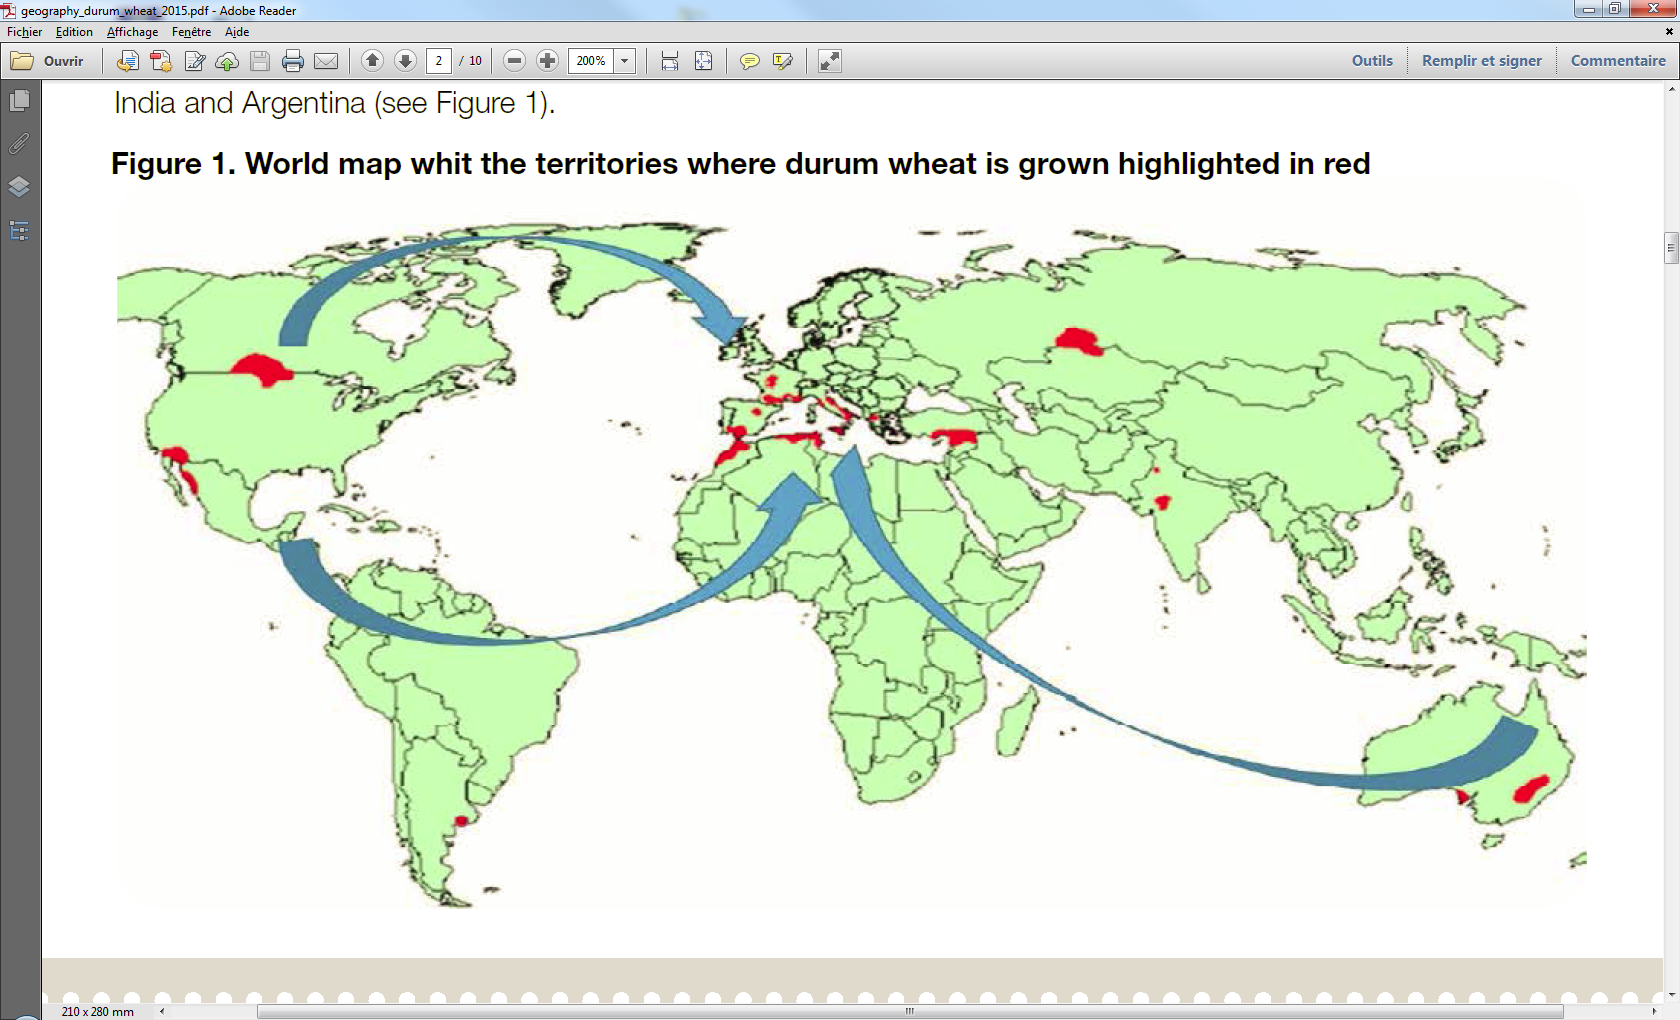 geography_durum_wheat_2015.pdf - Adobe Reader
Fichier Edition Affichage Fenêtre Aide
Ouvrir 2 / 10 200% Outils Remplir et signer Commentaire
India and Argentina (see Figure 1).
Figure 1. World map whit the territories where durum wheat is grown highlighted in red
210 x 280 mm